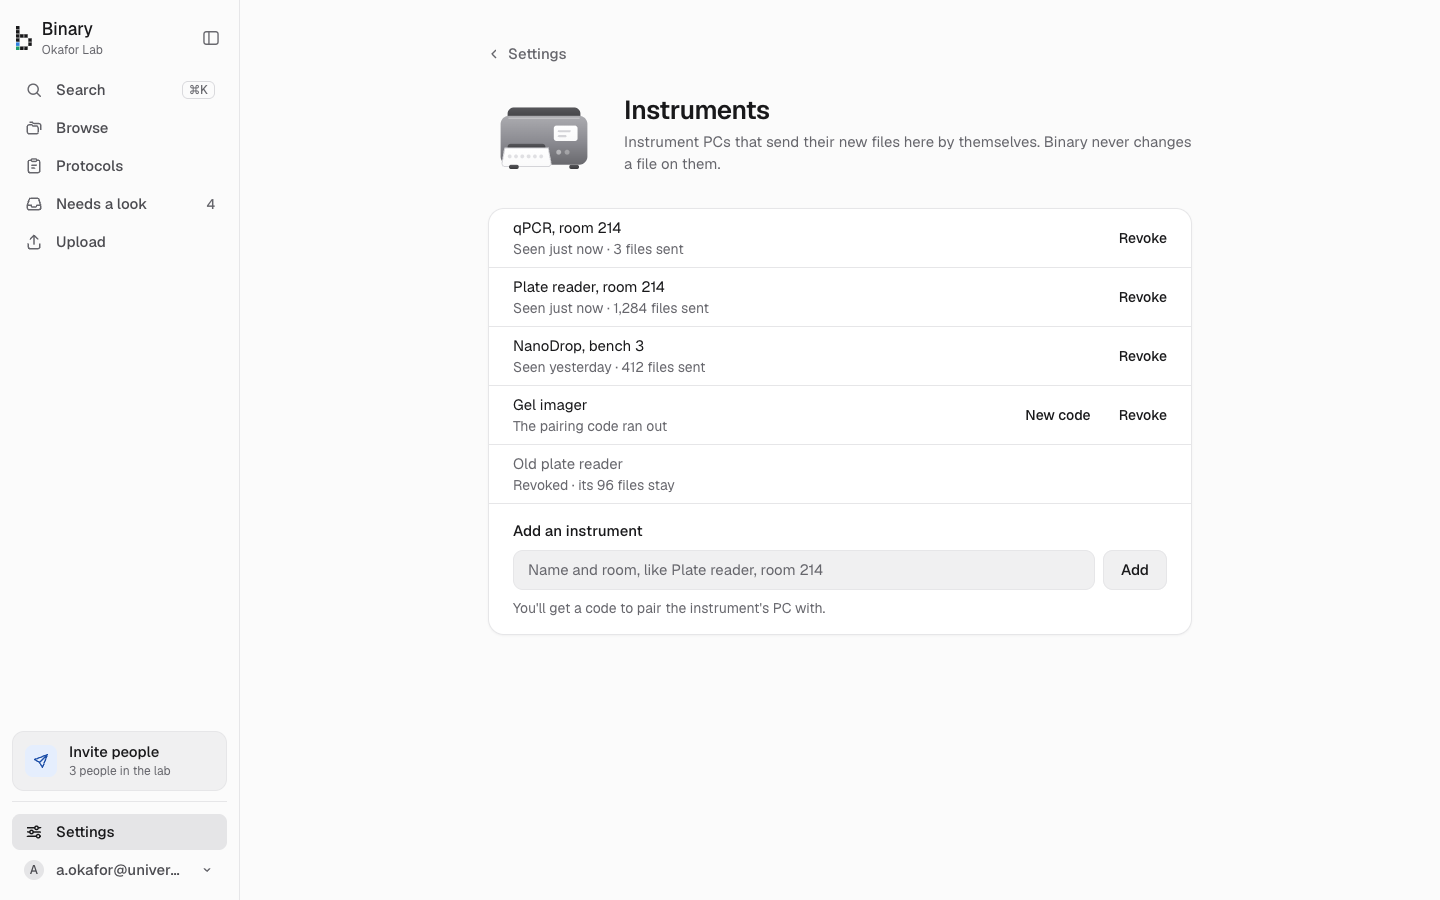 Binary
Okafor Lab
Search
⌘K
Browse
Protocols
Needs a look
4
Upload
Invite people
3 people in the lab
Settings
A
a.okafor@univer...
Settings
Instruments
Instrument PCs that send their new files here by themselves. Binary never changes
a file on them.
qPCR, room 214
Seen just now · 3 files sent
Revoke
Plate reader, room 214
Seen just now · 1,284 files sent
Revoke
NanoDrop, bench 3
Seen yesterday · 412 files sent
Revoke
Gel imager
The pairing code ran out
New code
Revoke
Old plate reader
Revoked · its 96 files stay
Add an instrument
Name and room, like Plate reader, room 214
Add
You'll get a code to pair the instrument's PC with.